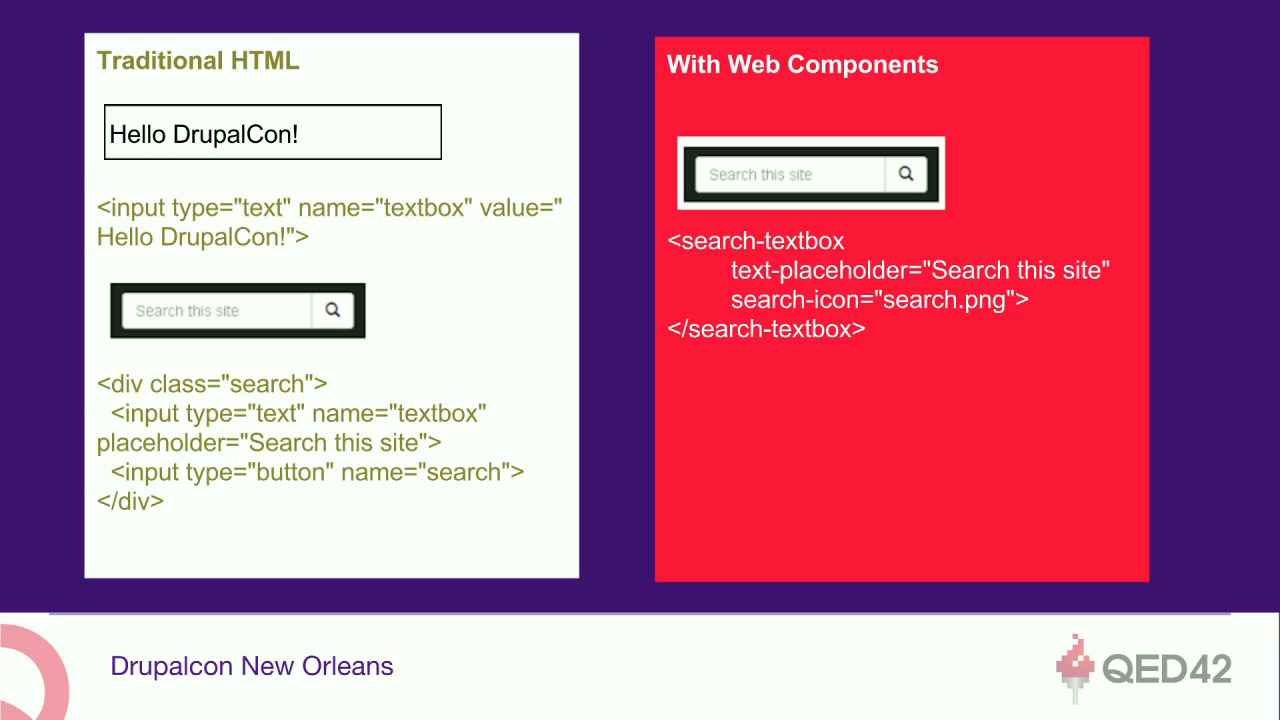 Traditional HTML
Hello DrupalCon!
<input type="text" name="textbox" value="
Hello DrupalCon!">
Search this site
<div class="search">
<input type="text" name="textbox"
placeholder="Search this site">
<input type="button" name="search">
</div>
With Web Components
Search this site
<search-textbox
text-placeholder="Search this site"
search-icon="search.png">
</search-textbox>
Drupalcon New Orleans
QED42